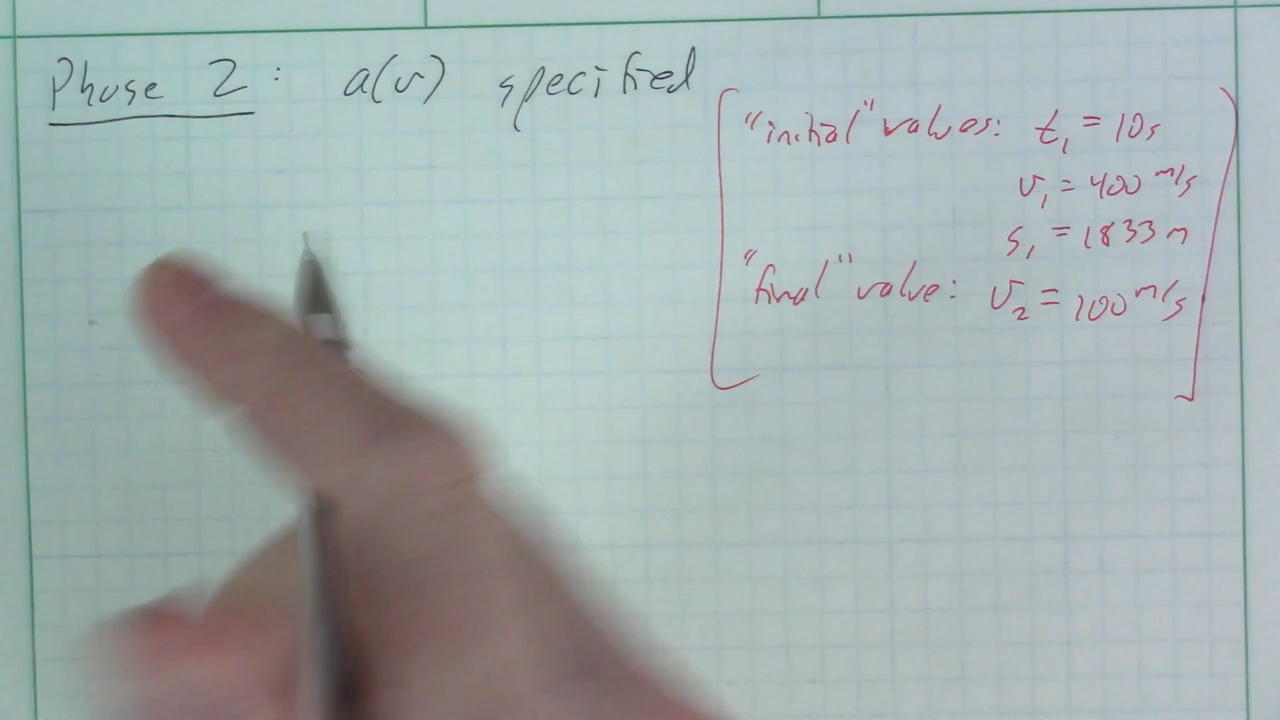 Phase 2: a(v) specified
"initial" values: t₁ = 10s
v₁ = 400 m/s
s₁ = 1833 m
"final" value: v₂ = 100 m/s